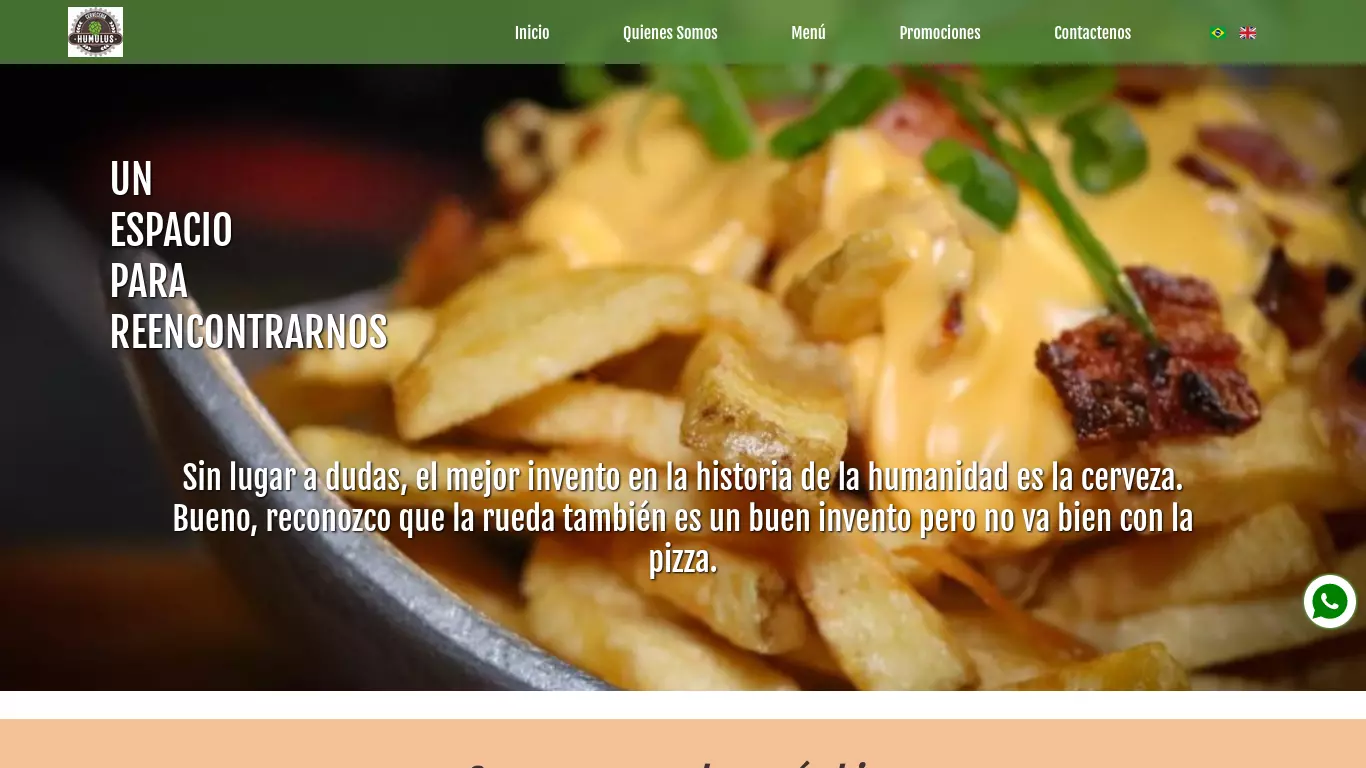 CERVECERÍA
HUMULUS
Inicio
Quienes Somos
Menú
Promociones
Contactenos
UN
ESPACIO
PARA
REENCONTRARNOS
Sin lugar a dudas, el mejor invento en la historia de la humanidad es la cerveza.
Bueno, reconozco que la rueda también es un buen invento pero no va bien con la
pizza.